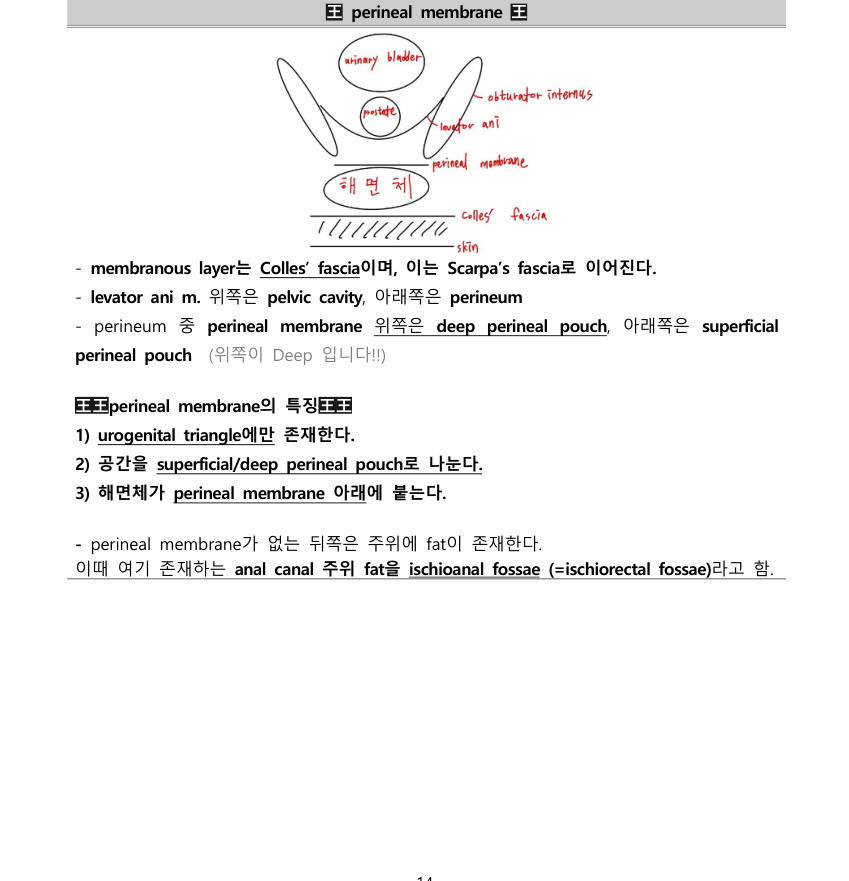 王 perineal membrane 王
urinary bladder
prostate
obturator internus
levator ani
perineal membrane
해면체
colles' fascia
skin
- membranous layer는 Colles' fascia이며, 이는 Scarpa's fascia로 이어진다.
- levator ani m. 위쪽은 pelvic cavity, 아래쪽은 perineum
- perineum 중 perineal membrane 위쪽은 deep perineal pouch, 아래쪽은 superficial
perineal pouch (위쪽이 Deep 입니다!!)
王王perineal membrane의 특징王王
1) urogenital triangle에만 존재한다.
2) 공간을 superficial/deep perineal pouch로 나눈다.
3) 해면체가 perineal membrane 아래에 붙는다.
- perineal membrane가 없는 뒤쪽은 주위에 fat이 존재한다.
이때 여기 존재하는 anal canal 주위 fat을 ischioanal fossae (=ischiorectal fossae)라고 함.
14